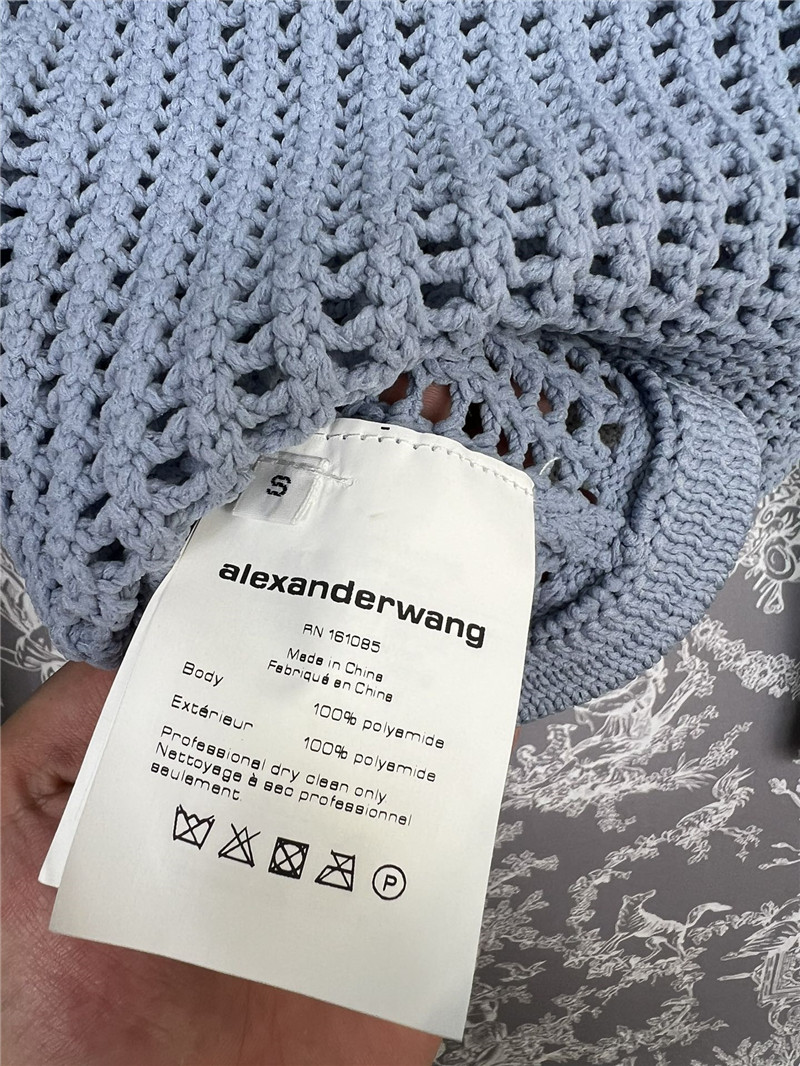 S
alexanderwang
RN 161085
Made in China
Fabriqué en Chine
Body
100% polyamide
Extérieur
100% polyamide
Professional dry clean only
Nettoyage à sec professionnel
seulement
P